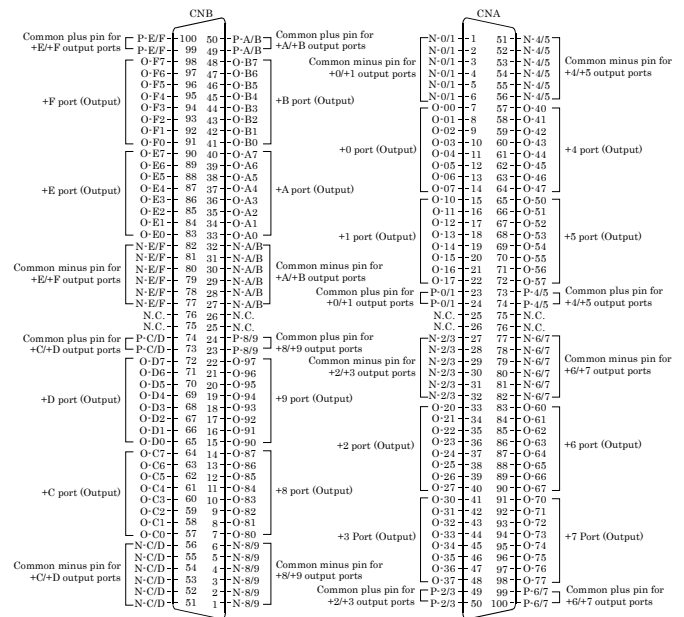 CNB
Common plus pin for
+E/+F output ports
+F port (Output)
+E port (Output)
Common minus pin for
+E/+F output ports
Common plus pin for
+C/+D output ports
+D port (Output)
+C port (Output)
Common minus pin for
+C/+D output ports
P-E/F 100 50 P-A/B
P-E/F 99 49 P-A/B
O-F7 98 48 O-B7
O-F6 97 47 O-B6
O-F5 96 46 O-B5
O-F4 95 45 O-B4
O-F3 94 44 O-B3
O-F2 93 43 O-B2
O-F1 92 42 O-B1
O-F0 91 41 O-B0
O-E7 90 40 O-A7
O-E6 89 39 O-A6
O-E5 88 38 O-A5
O-E4 87 37 O-A4
O-E3 86 36 O-A3
O-E2 85 35 O-A2
O-E1 84 34 O-A1
O-E0 83 33 O-A0
N-E/F 82 32 N-A/B
N-E/F 81 31 N-A/B
N-E/F 80 30 N-A/B
N-E/F 79 29 N-A/B
N-E/F 78 28 N-A/B
N-E/F 77 27 N-A/B
N.C. 76 26 N.C.
N.C. 75 25 N.C.
P-C/D 74 24 P-8/9
P-C/D 73 23 P-8/9
O-D7 72 22 O-97
O-D6 71 21 O-96
O-D5 70 20 O-95
O-D4 69 19 O-94
O-D3 68 18 O-93
O-D2 67 17 O-92
O-D1 66 16 O-91
O-D0 65 15 O-90
O-C7 64 14 O-87
O-C6 63 13 O-86
O-C5 62 12 O-85
O-C4 61 11 O-84
O-C3 60 10 O-83
O-C2 59 9 O-82
O-C1 58 8 O-81
O-C0 57 7 O-80
N-C/D 56 6 N-8/9
N-C/D 55 5 N-8/9
N-C/D 54 4 N-8/9
N-C/D 53 3 N-8/9
N-C/D 52 2 N-8/9
N-C/D 51 1 N-8/9
Common plus pin for
+A/+B output ports
+B port (Output)
+A port (Output)
Common minus pin for
+A/+B output ports
Common plus pin for
+8/+9 output ports
+9 port (Output)
+8 port (Output)
Common minus pin for
+8/+9 output ports
CNA
Common minus pin for
+0/+1 output ports
+0 port (Output)
+1 port (Output)
Common plus pin for
+0/+1 output ports
Common minus pin for
+2/+3 output ports
+2 port (Output)
+3 Port (Output)
Common plus pin for
+2/+3 output ports
N-0/1 1 51 N-4/5
N-0/1 2 52 N-4/5
N-0/1 3 53 N-4/5
N-0/1 4 54 N-4/5
N-0/1 5 55 N-4/5
N-0/1 6 56 N-4/5
O-00 7 57 O-40
O-01 8 58 O-41
O-02 9 59 O-42
O-03 10 60 O-43
O-04 11 61 O-44
O-05 12 62 O-45
O-06 13 63 O-46
O-07 14 64 O-47
O-10 15 65 O-50
O-11 16 66 O-51
O-12 17 67 O-52
O-13 18 68 O-53
O-14 19 69 O-54
O-15 20 70 O-55
O-16 21 71 O-56
O-17 22 72 O-57
P-0/1 23 73 P-4/5
P-0/1 24 74 P-4/5
N.C. 25 75 N.C.
N.C. 26 76 N.C.
N-2/3 27 77 N-6/7
N-2/3 28 78 N-6/7
N-2/3 29 79 N-6/7
N-2/3 30 80 N-6/7
N-2/3 31 81 N-6/7
N-2/3 32 82 N-6/7
O-20 33 83 O-60
O-21 34 84 O-61
O-22 35 85 O-62
O-23 36 86 O-63
O-24 37 87 O-64
O-25 38 88 O-65
O-26 39 89 O-66
O-27 40 90 O-67
O-30 41 91 O-70
O-31 42 92 O-71
O-32 43 93 O-72
O-33 44 94 O-73
O-34 45 95 O-74
O-35 46 96 O-75
O-36 47 97 O-76
O-37 48 98 O-77
P-2/3 49 99 P-6/7
P-2/3 50 100 P-6/7
Common minus pin for
+4/+5 output ports
+4 port (Output)
+5 port (Output)
Common plus pin for
+4/+5 output ports
Common minus pin for
+6/+7 output ports
+6 port (Output)
+7 Port (Output)
Common plus pin for
+6/+7 output ports